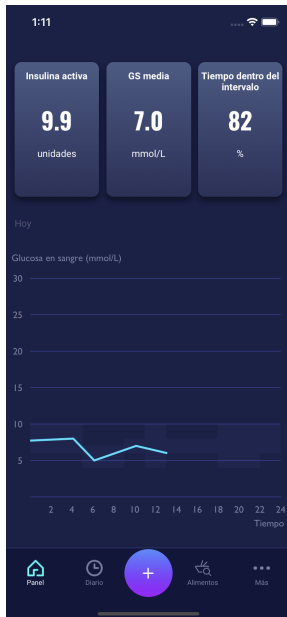 1:11
Insulina activa
9.9
unidades
GS media
7.0
mmol/L
Tiempo dentro del
intervalo
82
%
Hoy
Glucosa en sangre (mmol/L)
30
25
20
15
10
5
2 4 6 8 10 12 14 16 18 20 22 24
Tiempo
Panel
Diario
+
Alimentos
Más